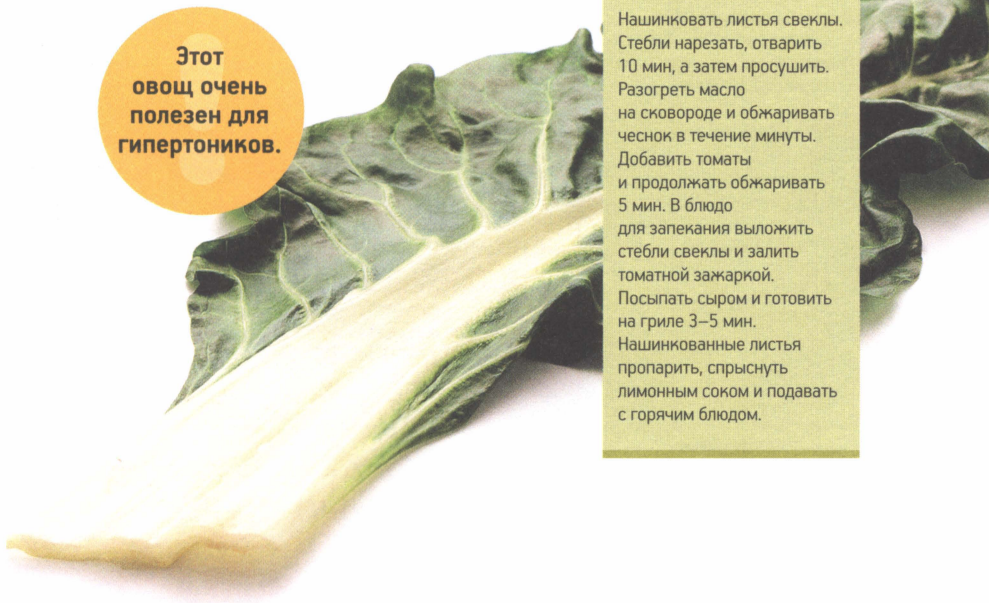 Этот
овощ очень
полезен для
гипертоников.
Нашинковать листья свеклы.
Стебли нарезать, отварить
10 мин, а затем просушить.
Разогреть масло
на сковороде и обжаривать
чеснок в течение минуты.
Добавить томаты
и продолжать обжаривать
5 мин. В блюдо
для запекания выложить
стебли свеклы и залить
томатной зажаркой.
Посыпать сыром и готовить
на гриле 3–5 мин.
Нашинкованные листья
пропарить, спрыснуть
лимонным соком и подавать
с горячим блюдом.